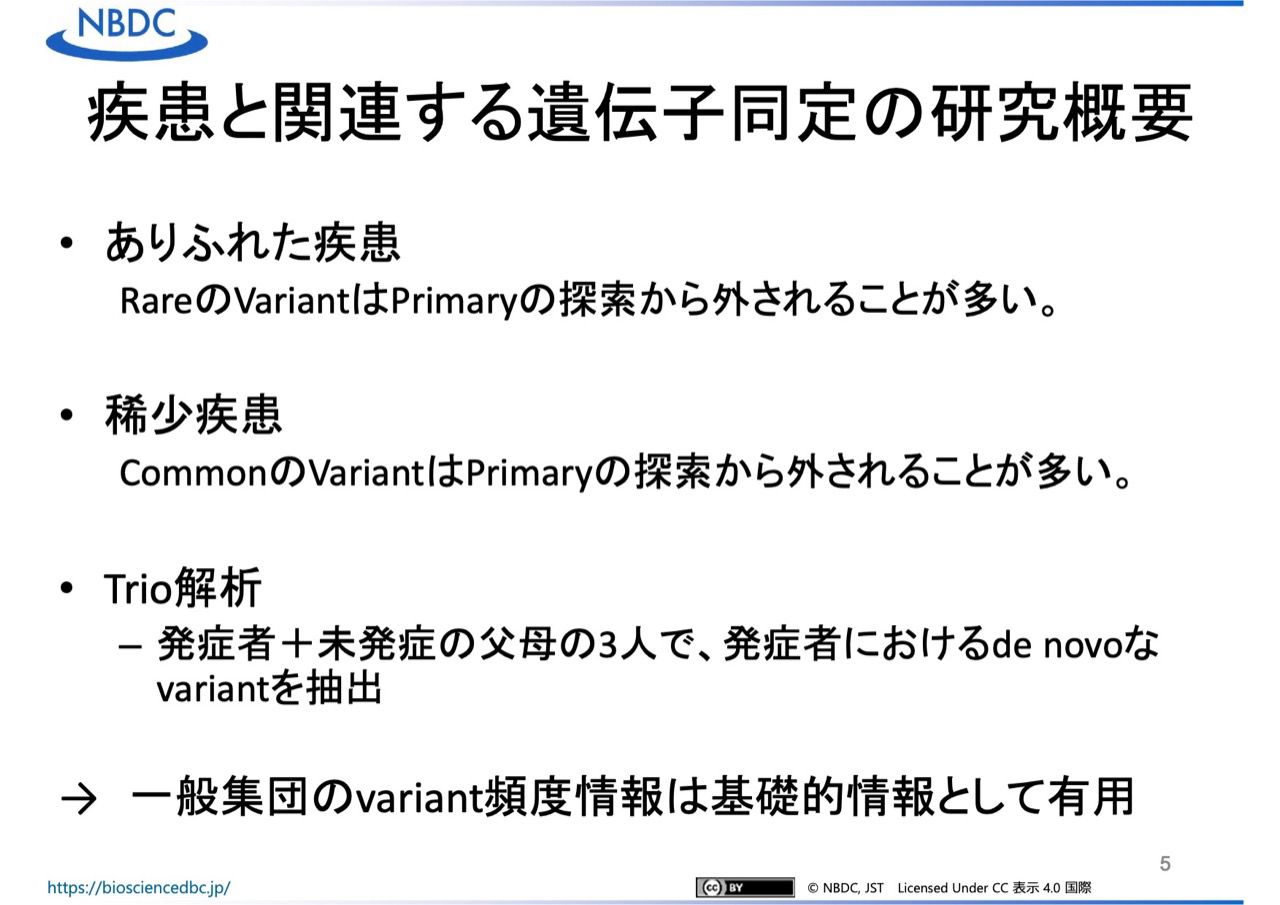 NBDC
疾患と関連する遺伝子同定の研究概要
• ありふれた疾患
RareのVariantはPrimaryの探索から外されることが多い。
• 稀少疾患
CommonのVariantはPrimaryの探索から外されることが多い。
• Trio解析
– 発症者＋未発症の父母の3人で、発症者におけるde novoな
variantを抽出
→ 一般集団のvariant頻度情報は基礎的情報として有用
5
https://biosciencedbc.jp/
cc BY © NBDC, JST Licensed Under CC 表示 4.0 国際